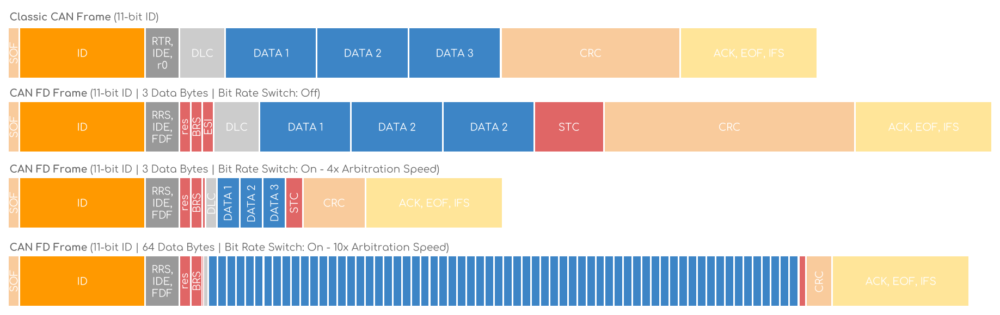 Classic CAN Frame (11-bit ID)
SOF
ID
RTR,
IDE,
r0
DLC
DATA 1
DATA 2
DATA 3
CRC
ACK, EOF, IFS
CAN FD Frame (11-bit ID | 3 Data Bytes | Bit Rate Switch: Off)
SOF
ID
RRS,
IDE,
FDF
res
BRS
ESI
DLC
DATA 1
DATA 2
DATA 2
STC
CRC
ACK, EOF, IFS
CAN FD Frame (11-bit ID | 3 Data Bytes | Bit Rate Switch: On - 4x Arbitration Speed)
SOF
ID
RRS,
IDE,
FDF
res
BRS
DLC
DATA 1
DATA 2
DATA 3
STC
CRC
ACK, EOF, IFS
CAN FD Frame (11-bit ID | 64 Data Bytes | Bit Rate Switch: On - 10x Arbitration Speed)
SOF
ID
RRS,
IDE,
FDF
res
BRS
CRC
ACK, EOF, IFS